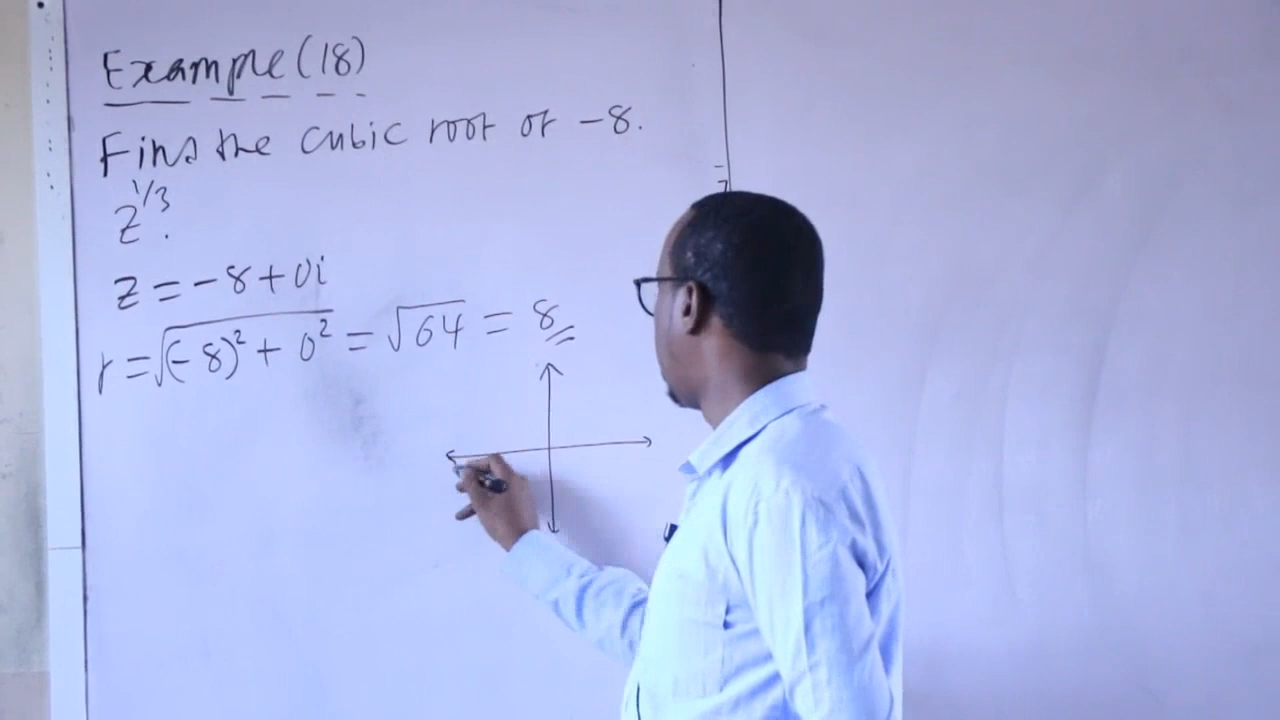 Example (18)
Find the cubic root of -8.
z^{1/3}.
z = -8 + 0i
r = √((-8)² + 0²) = √64 = 8